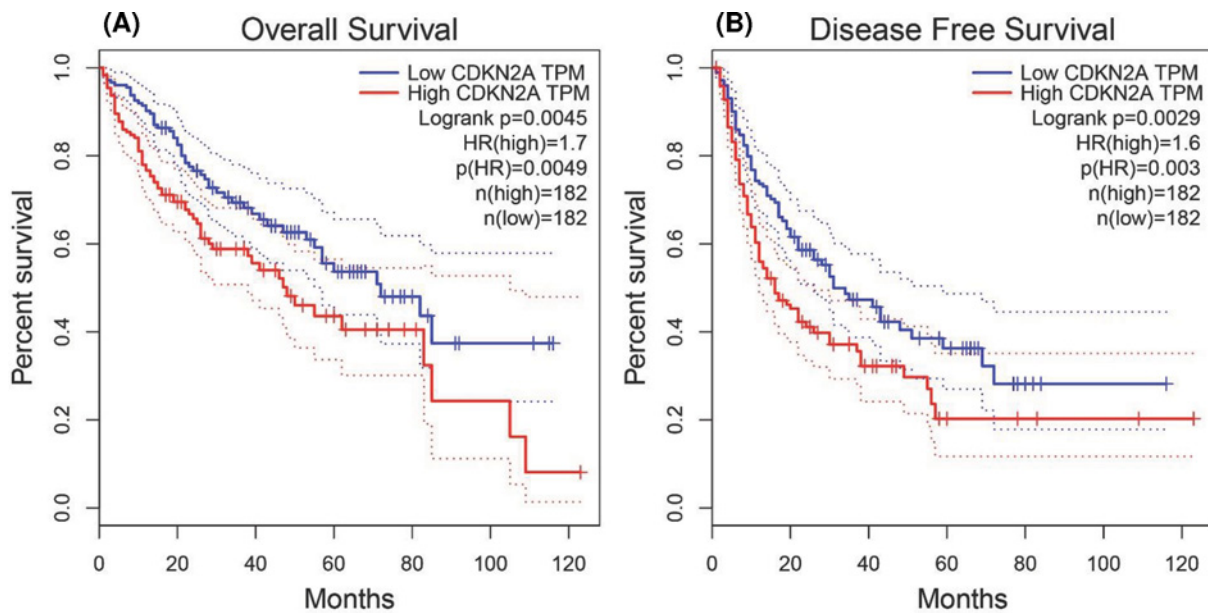 (A)
Overall Survival
Low CDKN2A TPM
High CDKN2A TPM
Logrank p=0.0045
HR(high)=1.7
p(HR)=0.0049
n(high)=182
n(low)=182
Percent survival
1.0
0.8
0.6
0.4
0.2
0.0
0 20 40 60 80 100 120
Months
(B)
Disease Free Survival
Low CDKN2A TPM
High CDKN2A TPM
Logrank p=0.0029
HR(high)=1.6
p(HR)=0.003
n(high)=182
n(low)=182
Percent survival
1.0
0.8
0.6
0.4
0.2
0.0
0 20 40 60 80 100 120
Months